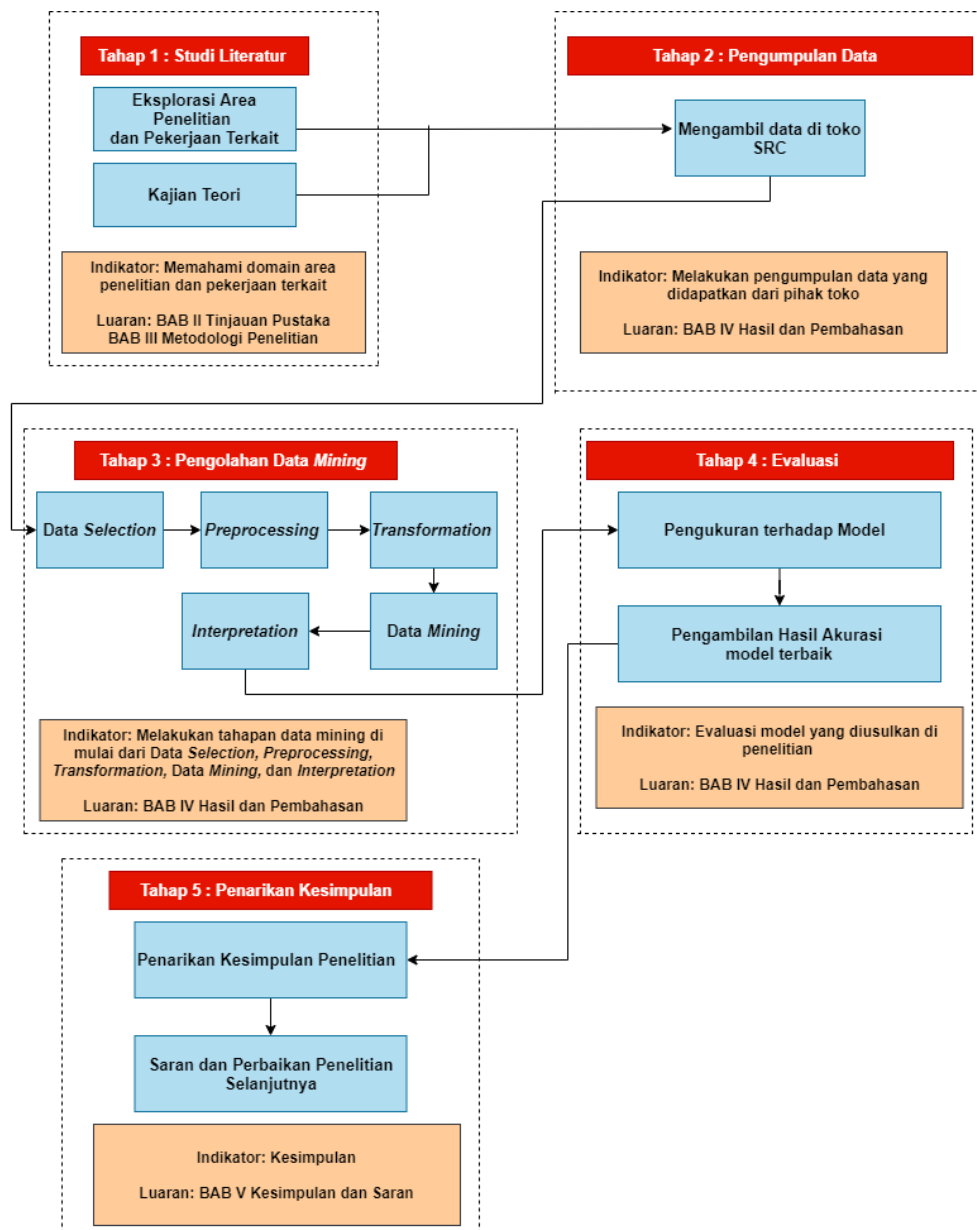 Tahap 1 : Studi Literatur
Eksplorasi Area
Penelitian
dan Pekerjaan Terkait
Kajian Teori
Indikator: Memahami domain area
penelitian dan pekerjaan terkait
Luaran: BAB II Tinjauan Pustaka
BAB III Metodologi Penelitian
Tahap 2 : Pengumpulan Data
Mengambil data di toko
SRC
Indikator: Melakukan pengumpulan data yang
didapatkan dari pihak toko
Luaran: BAB IV Hasil dan Pembahasan
Tahap 3 : Pengolahan Data Mining
Data Selection
Preprocessing
Transformation
Data Mining
Interpretation
Indikator: Melakukan tahapan data mining di
mulai dari Data Selection, Preprocessing,
Transformation, Data Mining, dan Interpretation
Luaran: BAB IV Hasil dan Pembahasan
Tahap 4 : Evaluasi
Pengukuran terhadap Model
Pengambilan Hasil Akurasi
model terbaik
Indikator: Evaluasi model yang diusulkan di
penelitian
Luaran: BAB IV Hasil dan Pembahasan
Tahap 5 : Penarikan Kesimpulan
Penarikan Kesimpulan Penelitian
Saran dan Perbaikan Penelitian
Selanjutnya
Indikator: Kesimpulan
Luaran: BAB V Kesimpulan dan Saran